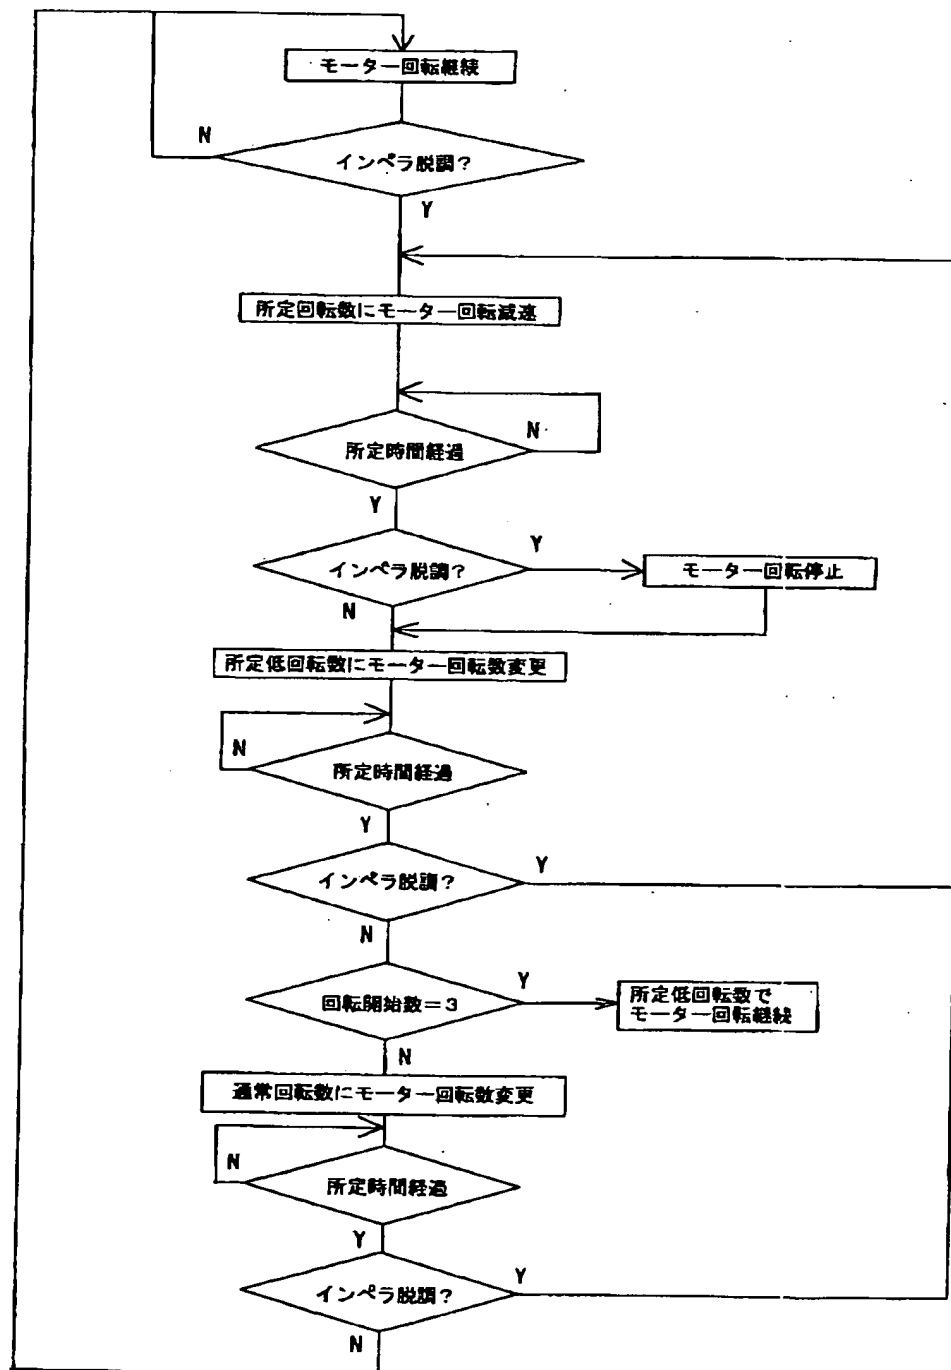 モーター回転継続
N
インペラ脱調?
Y
所定回転数にモーター回転減速
N
所定時間経過
Y
Y
インペラ脱調?
モーター回転停止
N
所定低回転数にモーター回転数変更
N
所定時間経過
Y
Y
インペラ脱調?
N
Y
回転開始数=3
所定低回転数で
モーター回転継続
N
通常回転数にモーター回転数変更
N
所定時間経過
Y
Y
インペラ脱調?
N